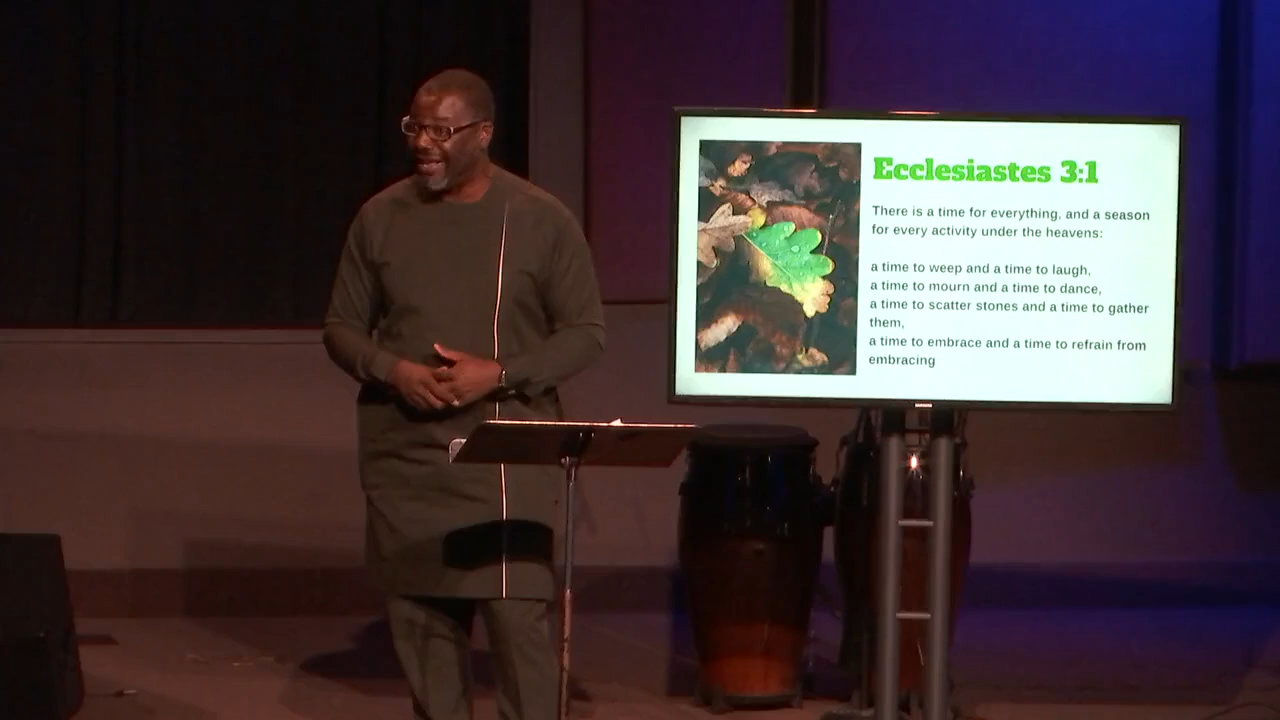 Ecclesiastes 3:1
There is a time for everything, and a season
for every activity under the heavens:
a time to weep and a time to laugh,
a time to mourn and a time to dance,
a time to scatter stones and a time to gather
them,
a time to embrace and a time to refrain from
embracing